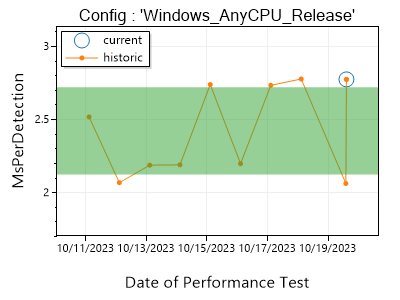 Config : 'Windows_AnyCPU_Release'
current
historic
3
2.5
2
MsPerDetection
10/11/2023 10/13/2023 10/15/2023 10/17/2023 10/19/2023
Date of Performance Test